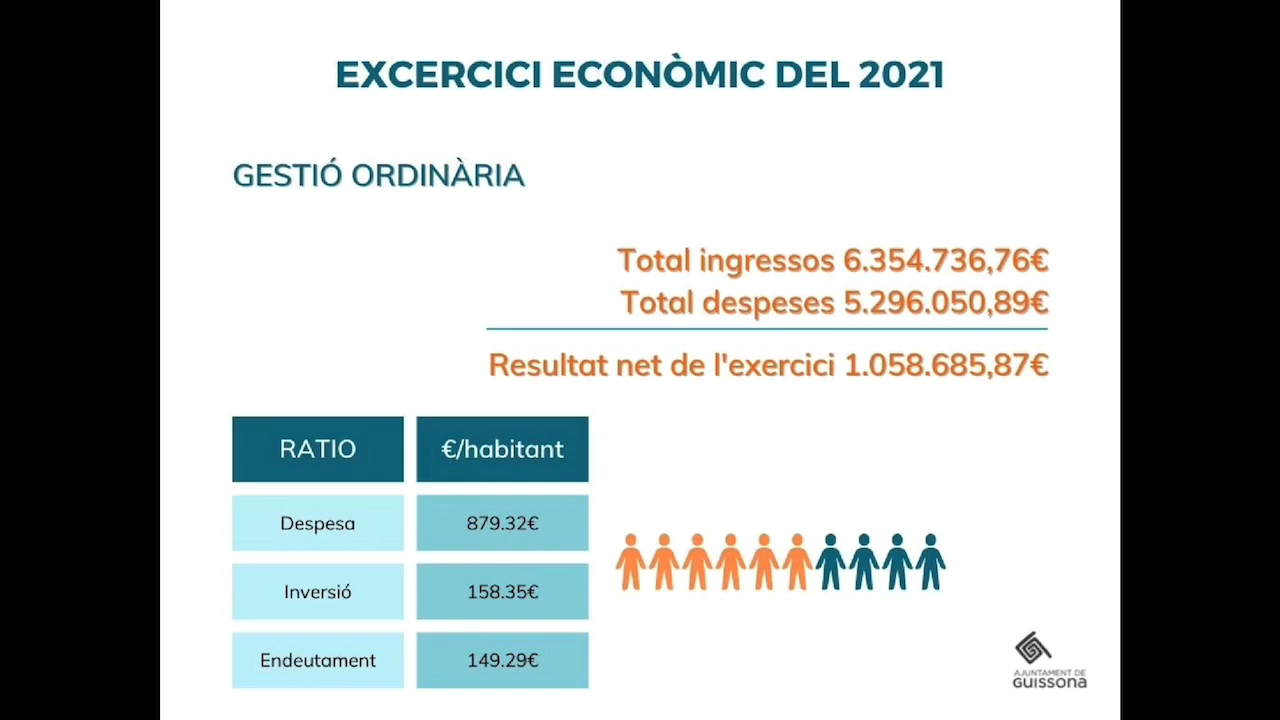 EXCERCICI ECONÒMIC DEL 2021
GESTIÓ ORDINÀRIA
Total ingressos 6.354.736,76€
Total despeses 5.296.050,89€
Resultat net de l'exercici 1.058.685,87€
RATIO €/habitant
Despesa 879.32€
Inversió 158.35€
Endeutament 149.29€
AJUNTAMENT DE
GUISSONA